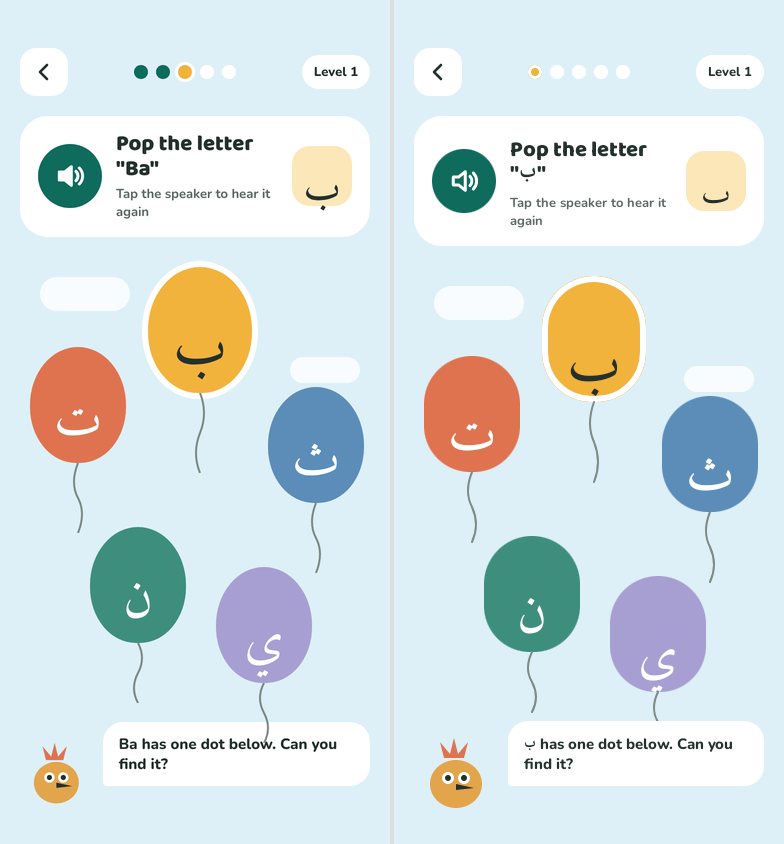 Level 1
Pop the letter
"Ba"
Tap the speaker to hear it
again
ب
ب
ت
ث
ن
ي
Ba has one dot below. Can you
find it?
Level 1
Pop the letter
"ب"
Tap the speaker to hear it
again
ٮ
ب
ت
ث
ن
ي
ب has one dot below. Can you
find it?